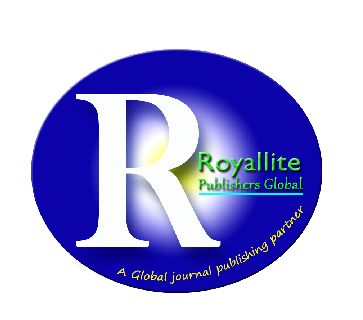 R
Royallite
Publishers Global
A Global journal publishing partner